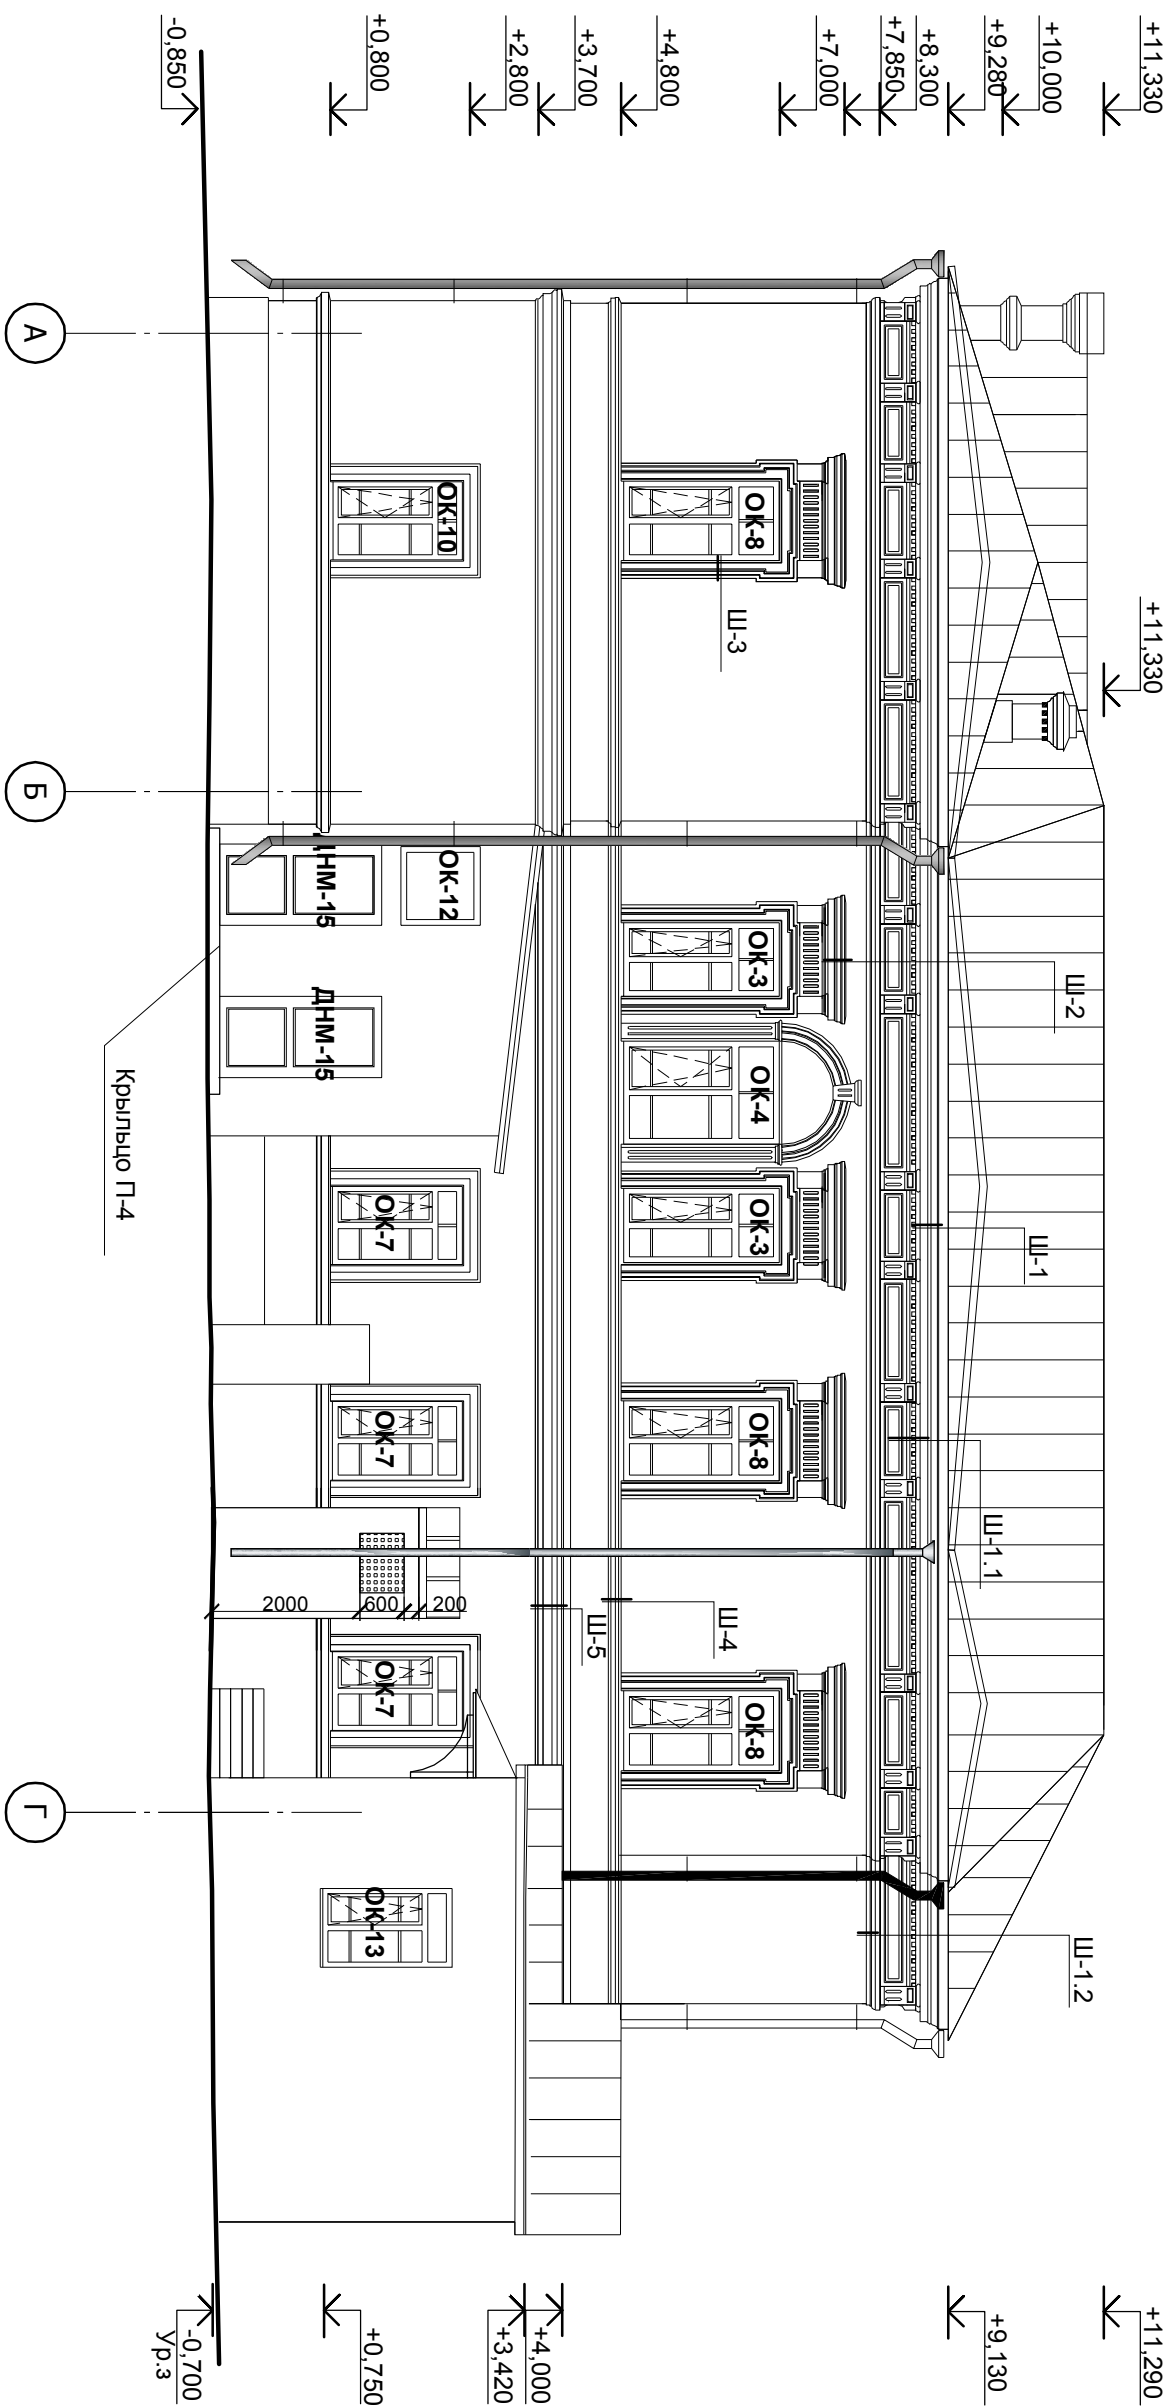 +11,330
+10,000
+9,280
+8,300
+7,850
+7,000
+4,800
+3,700
+2,800
+0,800
-0,850
+11,330
Ш-2
Ш-1
Ш-1.1
Ш-1.2
Ш-3
Ш-4
Ш-5
ОК-8
ОК-3
ОК-4
ОК-3
ОК-8
ОК-8
ОК-10
ОК-12
ОК-7
ОК-7
ОК-7
ОК-13
ДНМ-15
ДНМ-15
2000
600
200
Крыльцо П-4
А
Б
Г
+11,290
+9,130
+4,000
+3,420
+0,750
-0,700
Ур.з